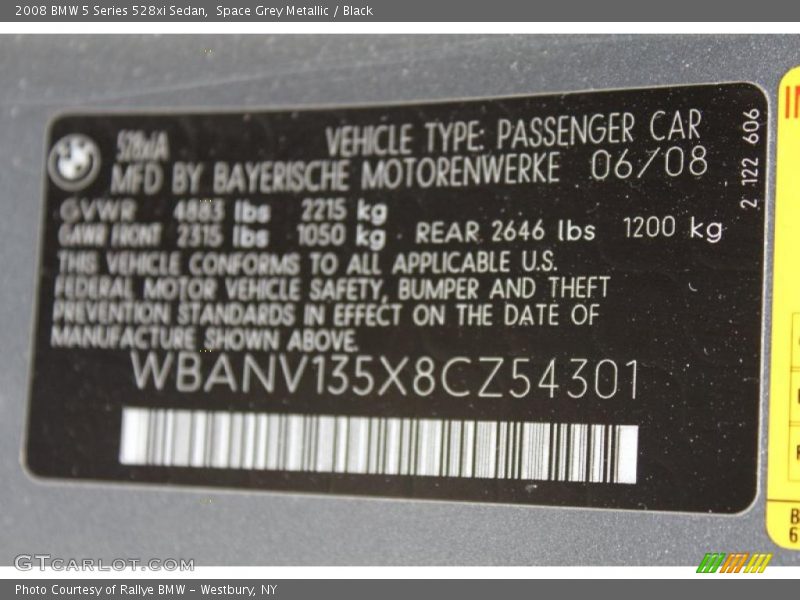 2008 BMW 5 Series 528xi Sedan, Space Grey Metallic / Black
528xiA
VEHICLE TYPE: PASSENGER CAR
MFD BY BAYERISCHE MOTORENWERKE 06/08
GVWR 4883 lbs 2215 kg
GAWR FRONT 2315 lbs 1050 kg REAR 2646 lbs 1200 kg
THIS VEHICLE CONFORMS TO ALL APPLICABLE U.S.
FEDERAL MOTOR VEHICLE SAFETY, BUMPER AND THEFT
PREVENTION STANDARDS IN EFFECT ON THE DATE OF
MANUFACTURE SHOWN ABOVE.
WBANV135X8CZ54301
2 122 606
GTCARLOT.COM
Photo Courtesy of Rallye BMW - Westbury, NY